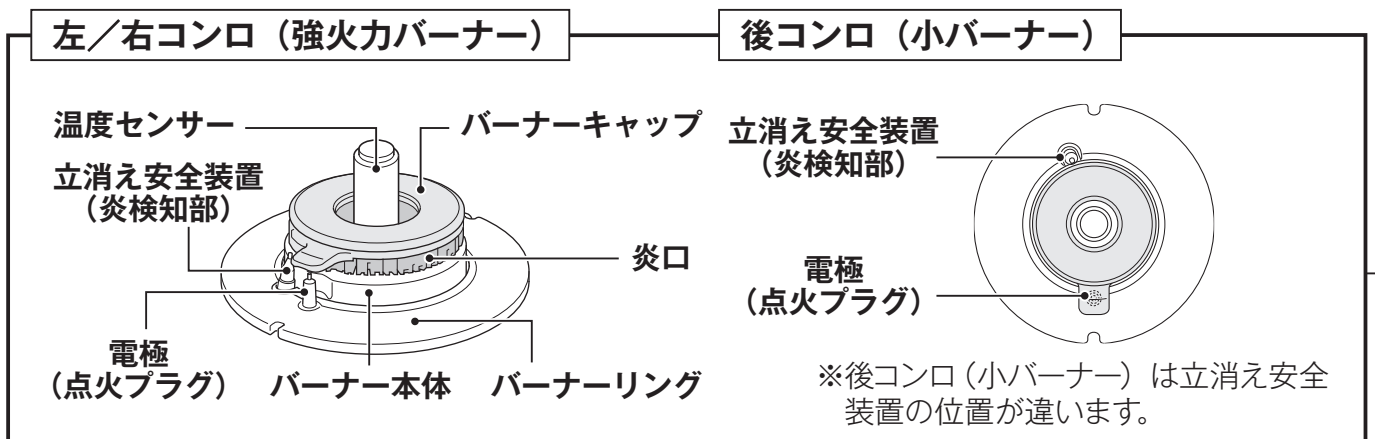 左／右コンロ（強火力バーナー）
温度センサー
バーナーキャップ
立消え安全装置
（炎検知部）
炎口
電極
（点火プラグ）
バーナー本体
バーナーリング
後コンロ（小バーナー）
立消え安全装置
（炎検知部）
電極
（点火プラグ）
※後コンロ（小バーナー）は立消え安全
装置の位置が違います。